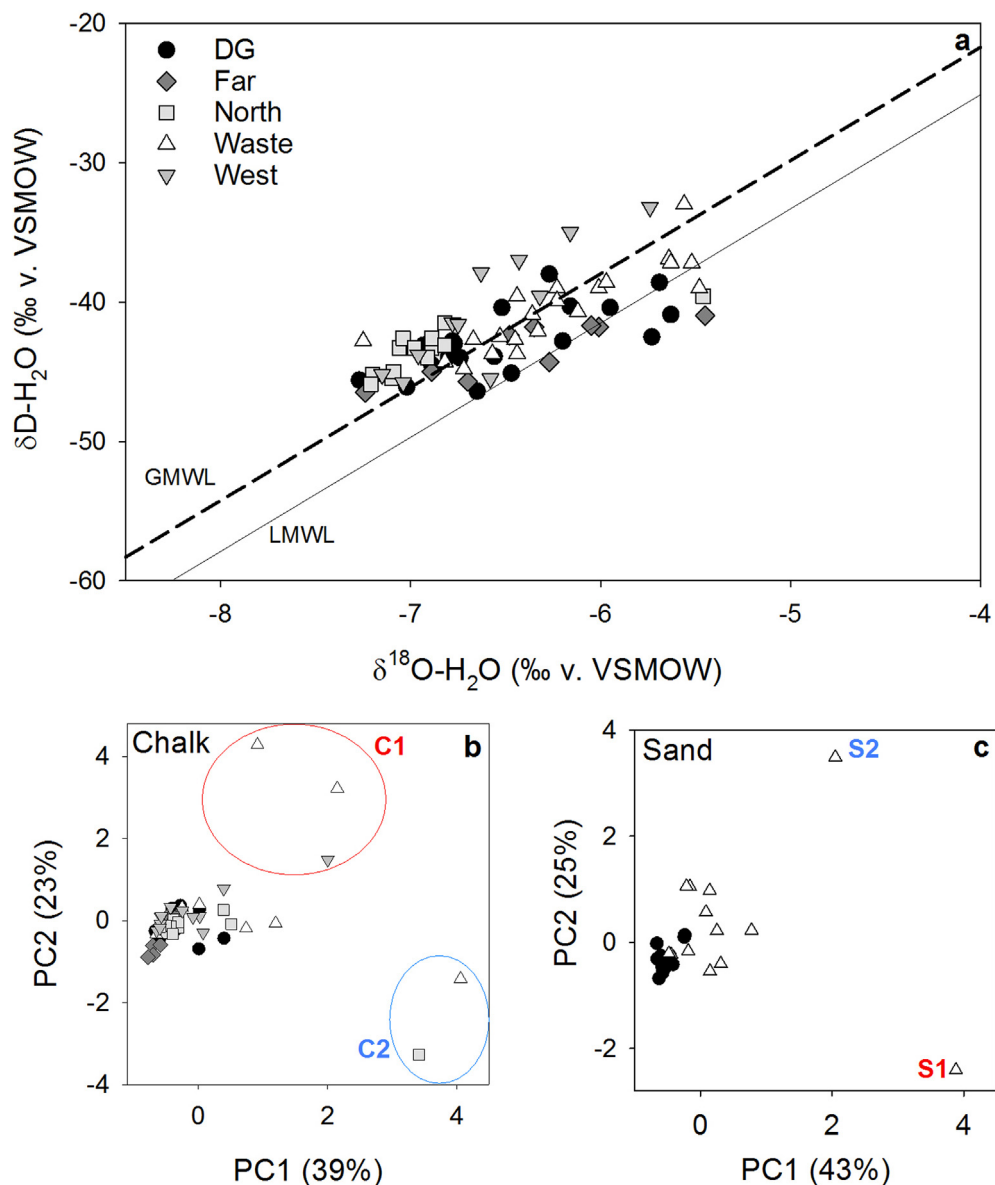 -20
a
DG
Far
North
Waste
West
-30
-40
-50
-60
δD-H₂O (‰ v. VSMOW)
GMWL
LMWL
-8
-7
-6
-5
-4
δ¹⁸O-H₂O (‰ v. VSMOW)
Chalk
b
C1
C2
4
2
0
-2
-4
PC2 (23%)
0
2
4
PC1 (39%)
Sand
c
S2
S1
4
2
0
-2
PC2 (25%)
0
2
4
PC1 (43%)